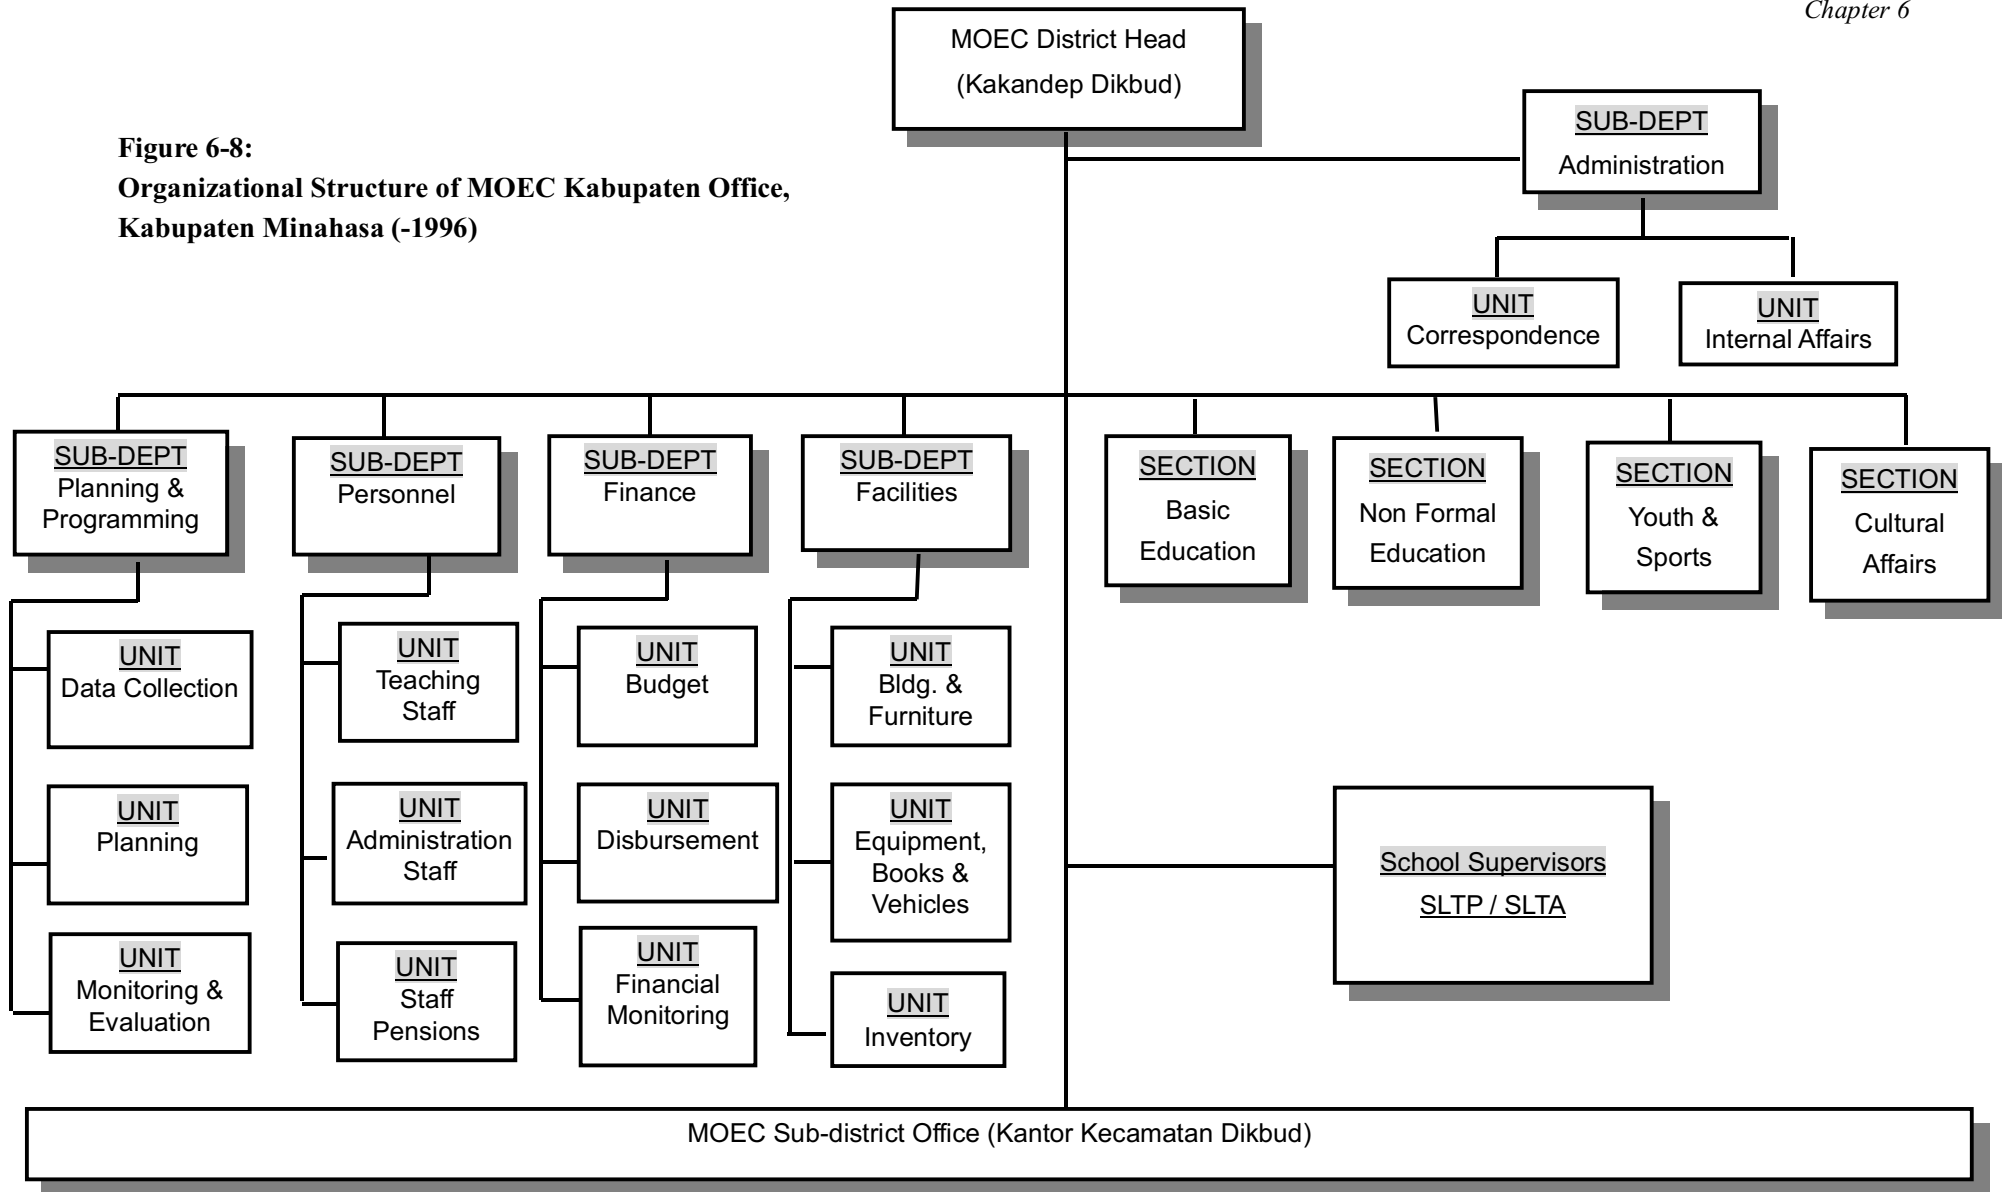 Chapter 6
MOEC District Head
(Kakandep Dikbud)
SUB-DEPT
Administration
Figure 6-8:
Organizational Structure of MOEC Kabupaten Office,
Kabupaten Minahasa (-1996)
UNIT
Correspondence
UNIT
Internal Affairs
SUB-DEPT
Planning &
Programming
SUB-DEPT
Personnel
SUB-DEPT
Finance
SUB-DEPT
Facilities
SECTION
Basic
Education
SECTION
Non Formal
Education
SECTION
Youth &
Sports
SECTION
Cultural
Affairs
UNIT
Data Collection
UNIT
Teaching
Staff
UNIT
Budget
UNIT
Bldg. &
Furniture
UNIT
Planning
UNIT
Administration
Staff
UNIT
Disbursement
UNIT
Equipment,
Books &
Vehicles
School Supervisors
SLTP / SLTA
UNIT
Monitoring &
Evaluation
UNIT
Staff
Pensions
UNIT
Financial
Monitoring
UNIT
Inventory
MOEC Sub-district Office (Kantor Kecamatan Dikbud)